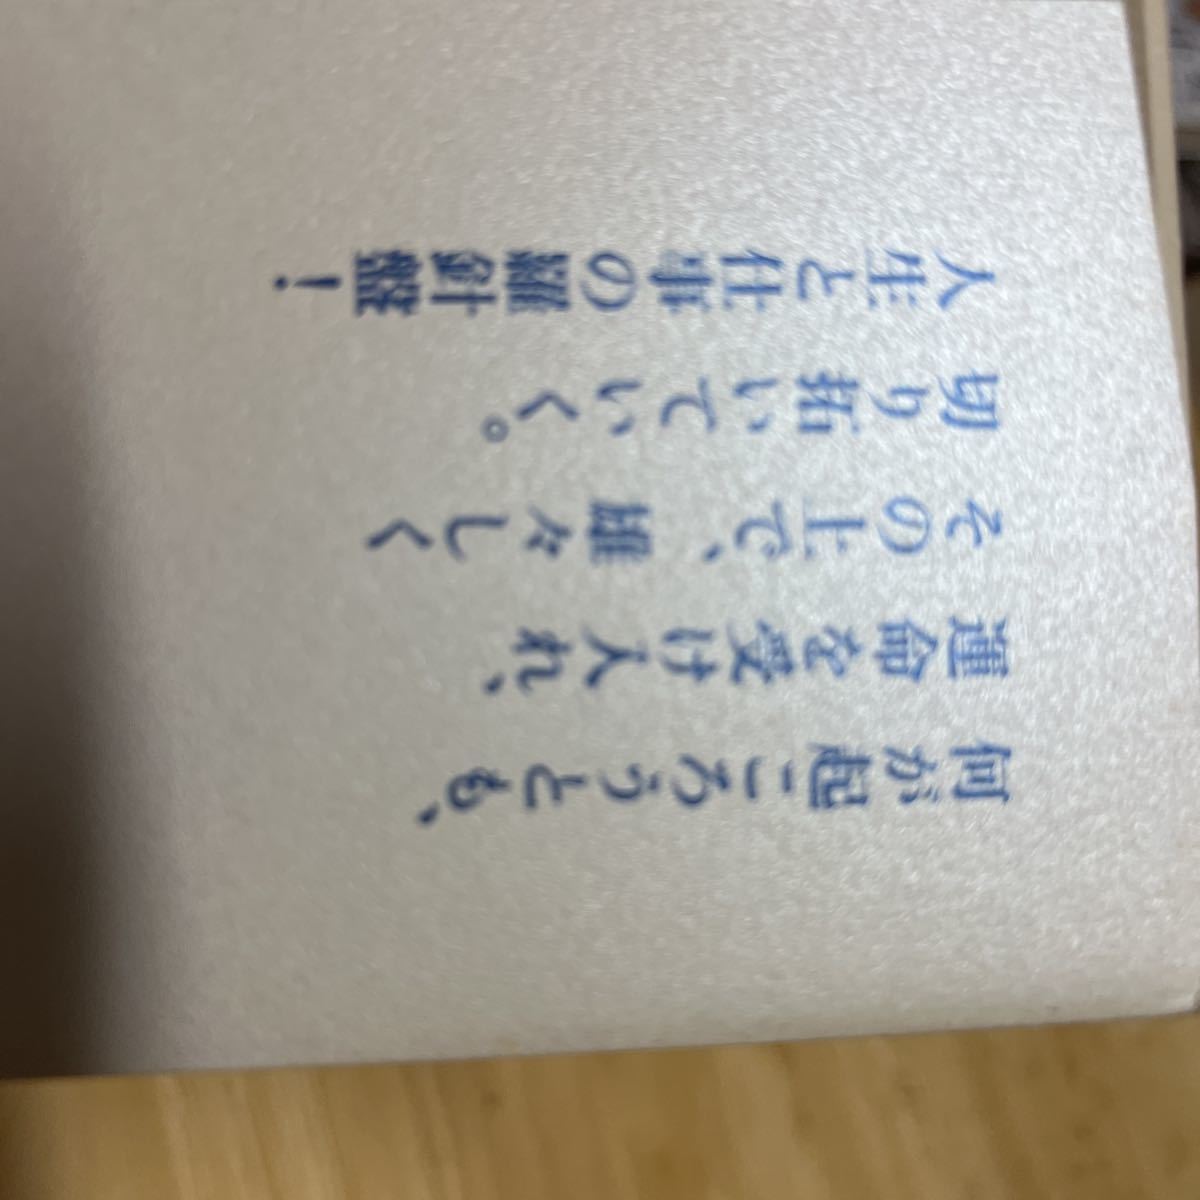 何が起ころうとも、
運命を受け入れ、
その上で、雄々しく
切り拓いていく。
人生と仕事の羅針盤！